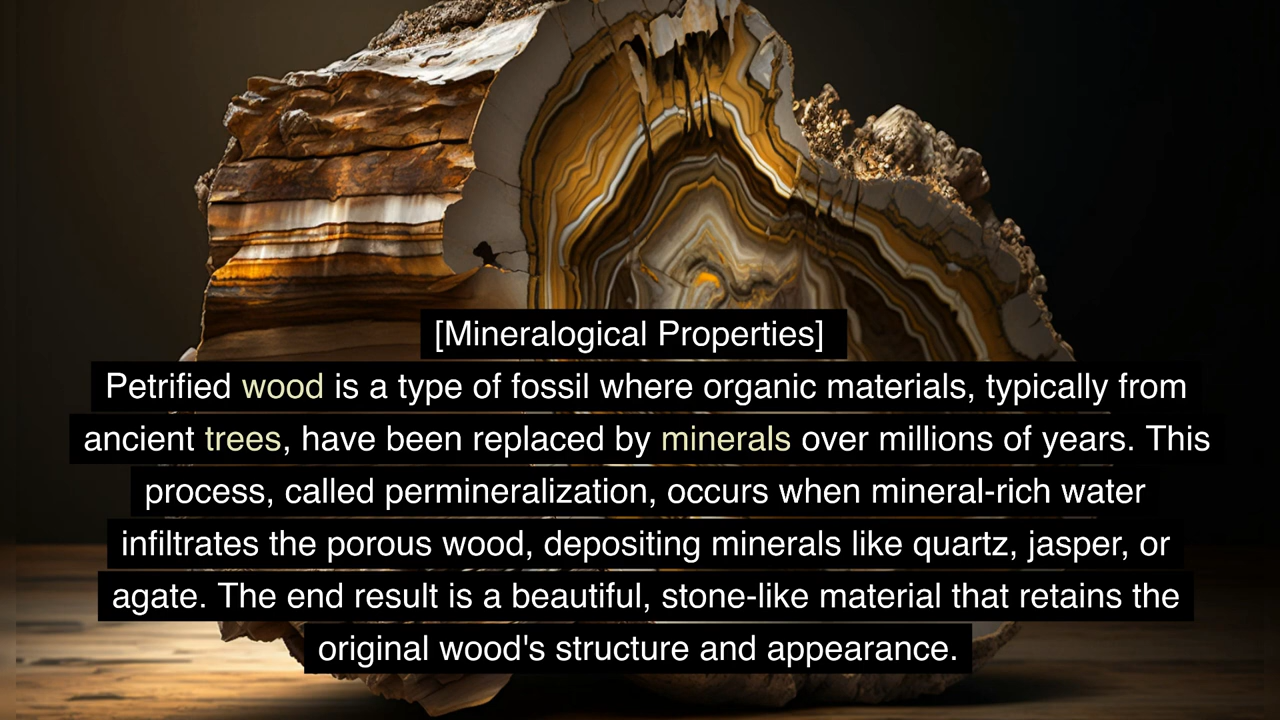 [Mineralogical Properties]
Petrified wood is a type of fossil where organic materials, typically from
ancient trees, have been replaced by minerals over millions of years. This
process, called permineralization, occurs when mineral-rich water
infiltrates the porous wood, depositing minerals like quartz, jasper, or
agate. The end result is a beautiful, stone-like material that retains the
original wood's structure and appearance.